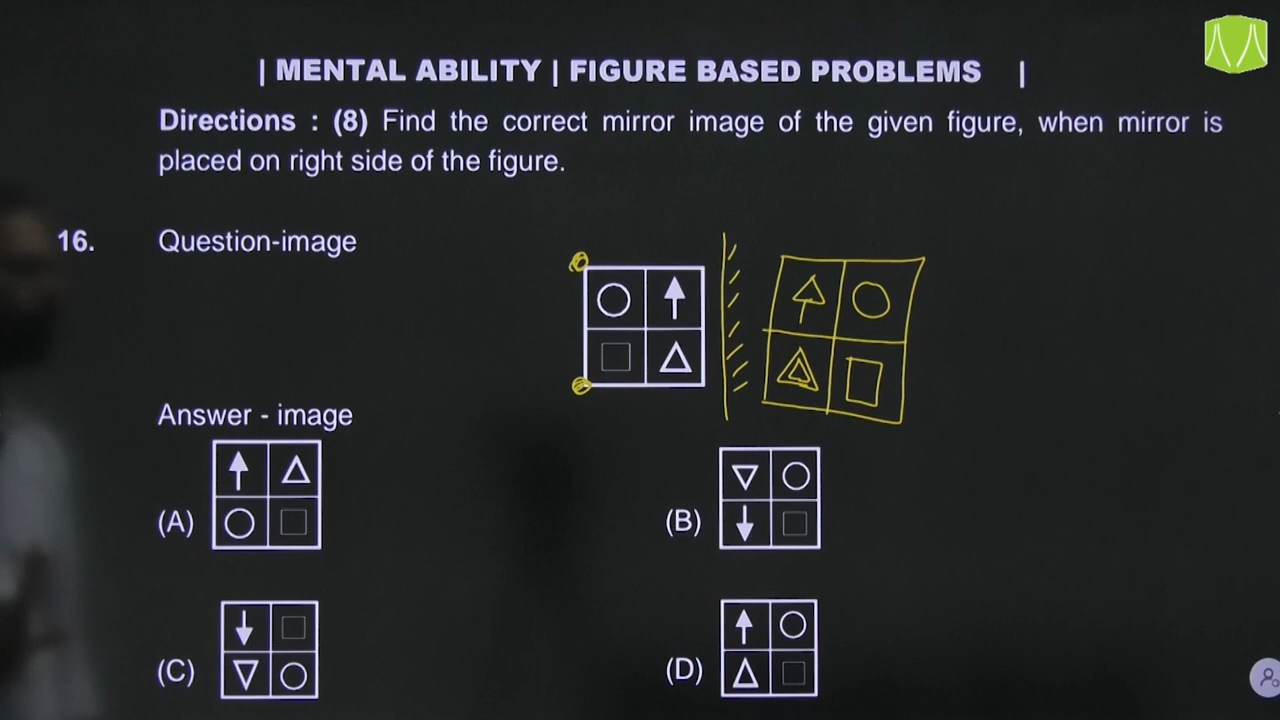 | MENTAL ABILITY | FIGURE BASED PROBLEMS |
Directions : (8) Find the correct mirror image of the given figure, when mirror is
placed on right side of the figure.
16. Question-image
Answer - image
(A)
(B)
(C)
(D)